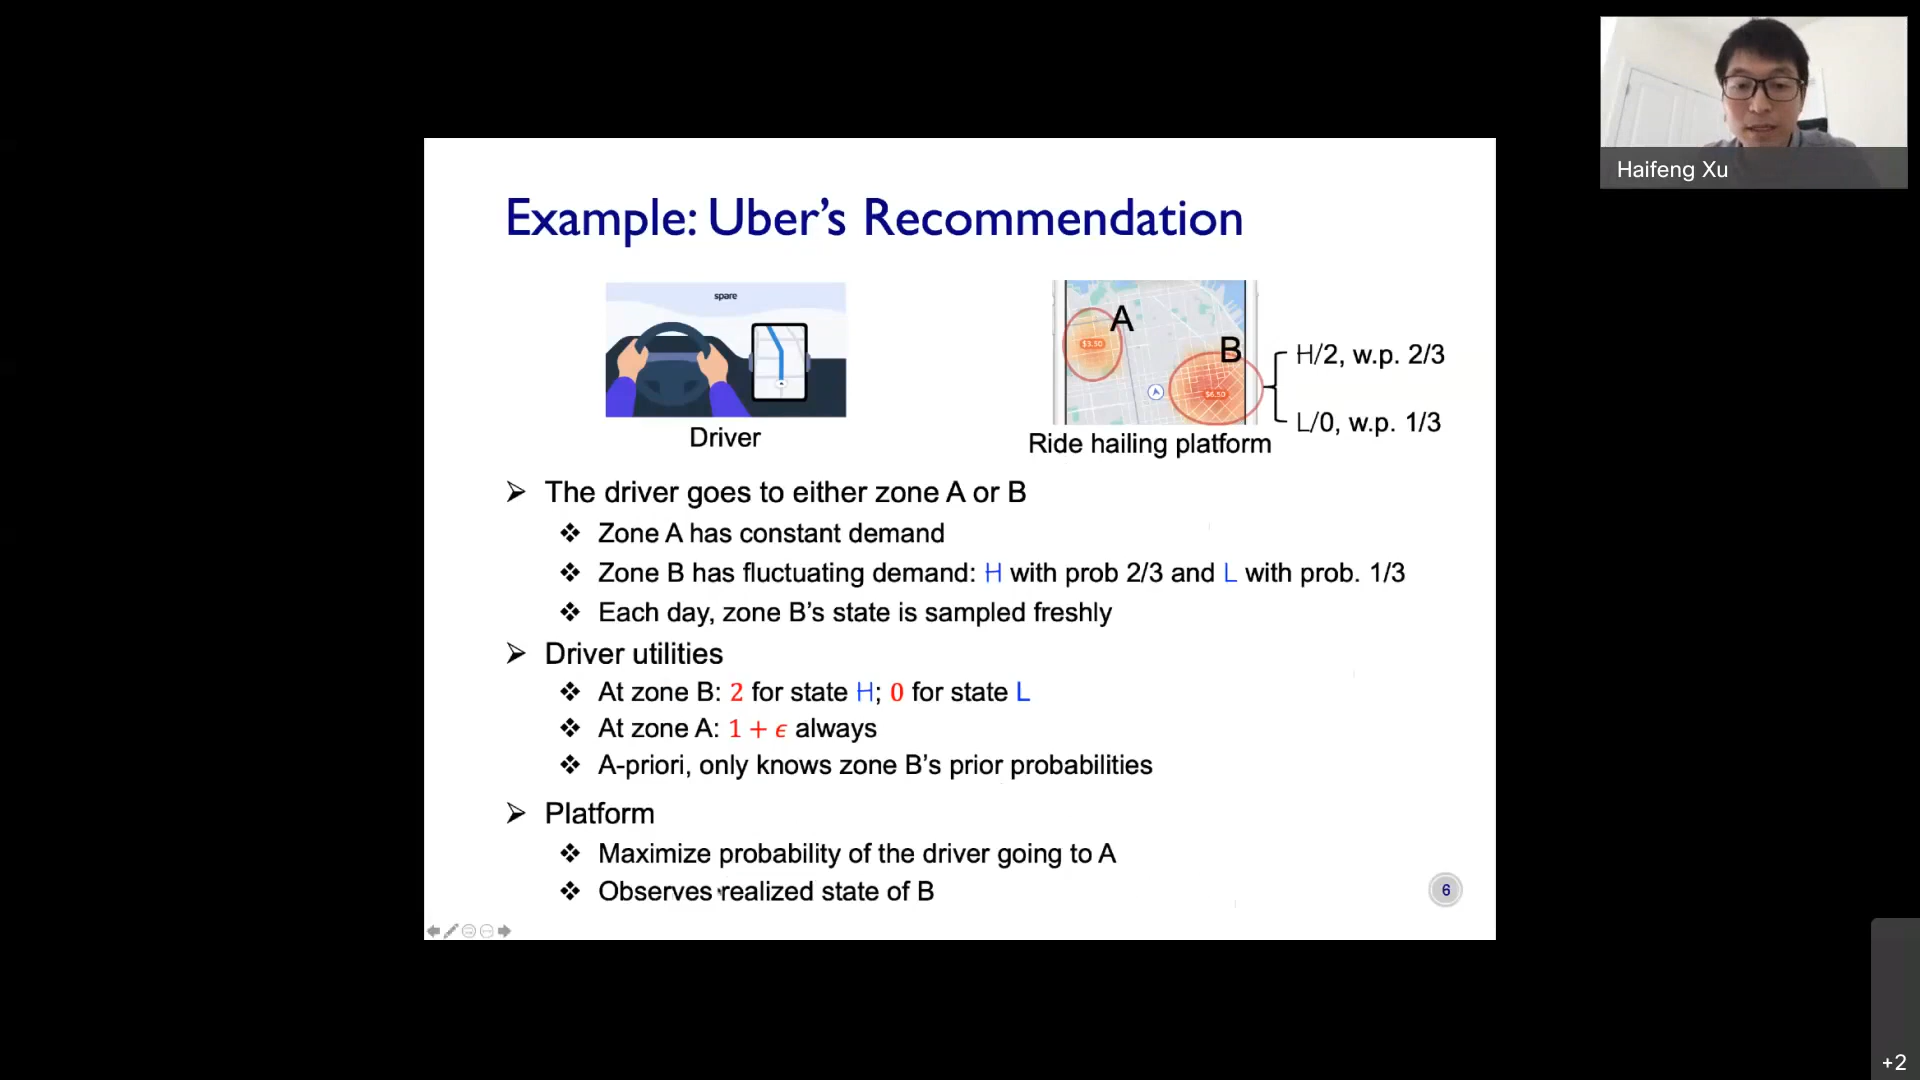 Haifeng Xu
Example: Uber’s Recommendation
spare
A
$3.50
B
$6.50
H/2, w.p. 2/3
L/0, w.p. 1/3
Driver
Ride hailing platform
➢ The driver goes to either zone A or B
❖ Zone A has constant demand
❖ Zone B has fluctuating demand: H with prob 2/3 and L with prob. 1/3
❖ Each day, zone B’s state is sampled freshly
➢ Driver utilities
❖ At zone B: 2 for state H; 0 for state L
❖ At zone A: 1 + ϵ always
❖ A-priori, only knows zone B’s prior probabilities
➢ Platform
❖ Maximize probability of the driver going to A
❖ Observes realized state of B
6
+2